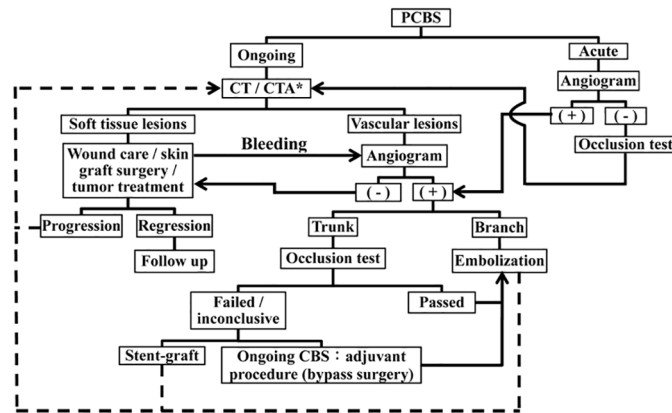 PCBS
Ongoing
Acute
CT / CTA*
Angiogram
(+)
(-)
Soft tissue lesions
Vascular lesions
Occlusion test
Wound care / skin
graft surgery /
tumor treatment
Bleeding
Angiogram
(-)
(+)
Progression
Regression
Trunk
Branch
Follow up
Occlusion test
Embolization
Failed /
inconclusive
Passed
Stent-graft
Ongoing CBS：adjuvant
procedure (bypass surgery)